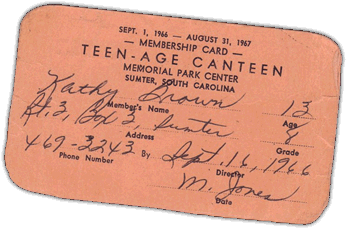 SEPT. 1, 1966 — AUGUST 31, 1967
— MEMBERSHIP CARD —
TEEN-AGE CANTEEN
MEMORIAL PARK CENTER
SUMTER, SOUTH CAROLINA
Kathy Brown 13
Member's Name Age
Rt. 3, Box 2, Sumter 8
Address Grade
469-3243 By Sept. 16, 1966
Phone Number Director
M. Jones
Date